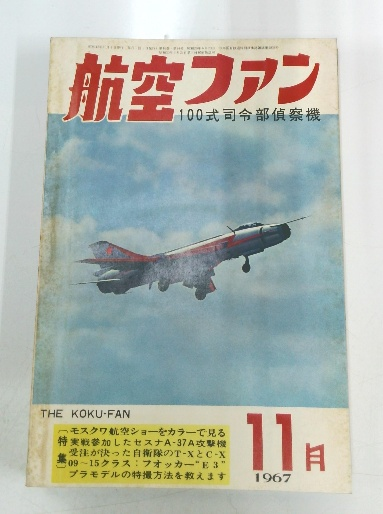 航空ファン
100式司令部偵察機
THE KOKU-FAN
〔特集〕
モスクワ航空ショーをカラーで見る
実戦参加したセスナA-37A攻撃機
受注が決った自衛隊のT-XとC-X
09〜15クラス:フォッカー"E3"
プラモデルの特撮方法を教えます
11月
1967